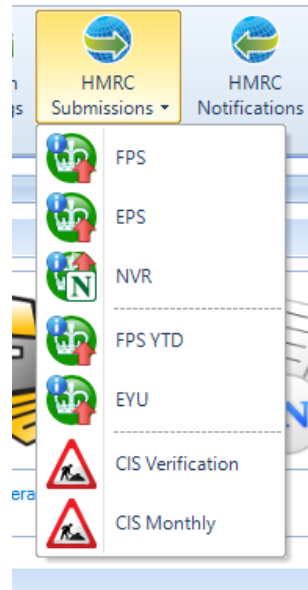 HMRC
Submissions
HMRC
Notifications
FPS
EPS
NVR
N
FPS YTD
EYU
CIS Verification
CIS Monthly
N